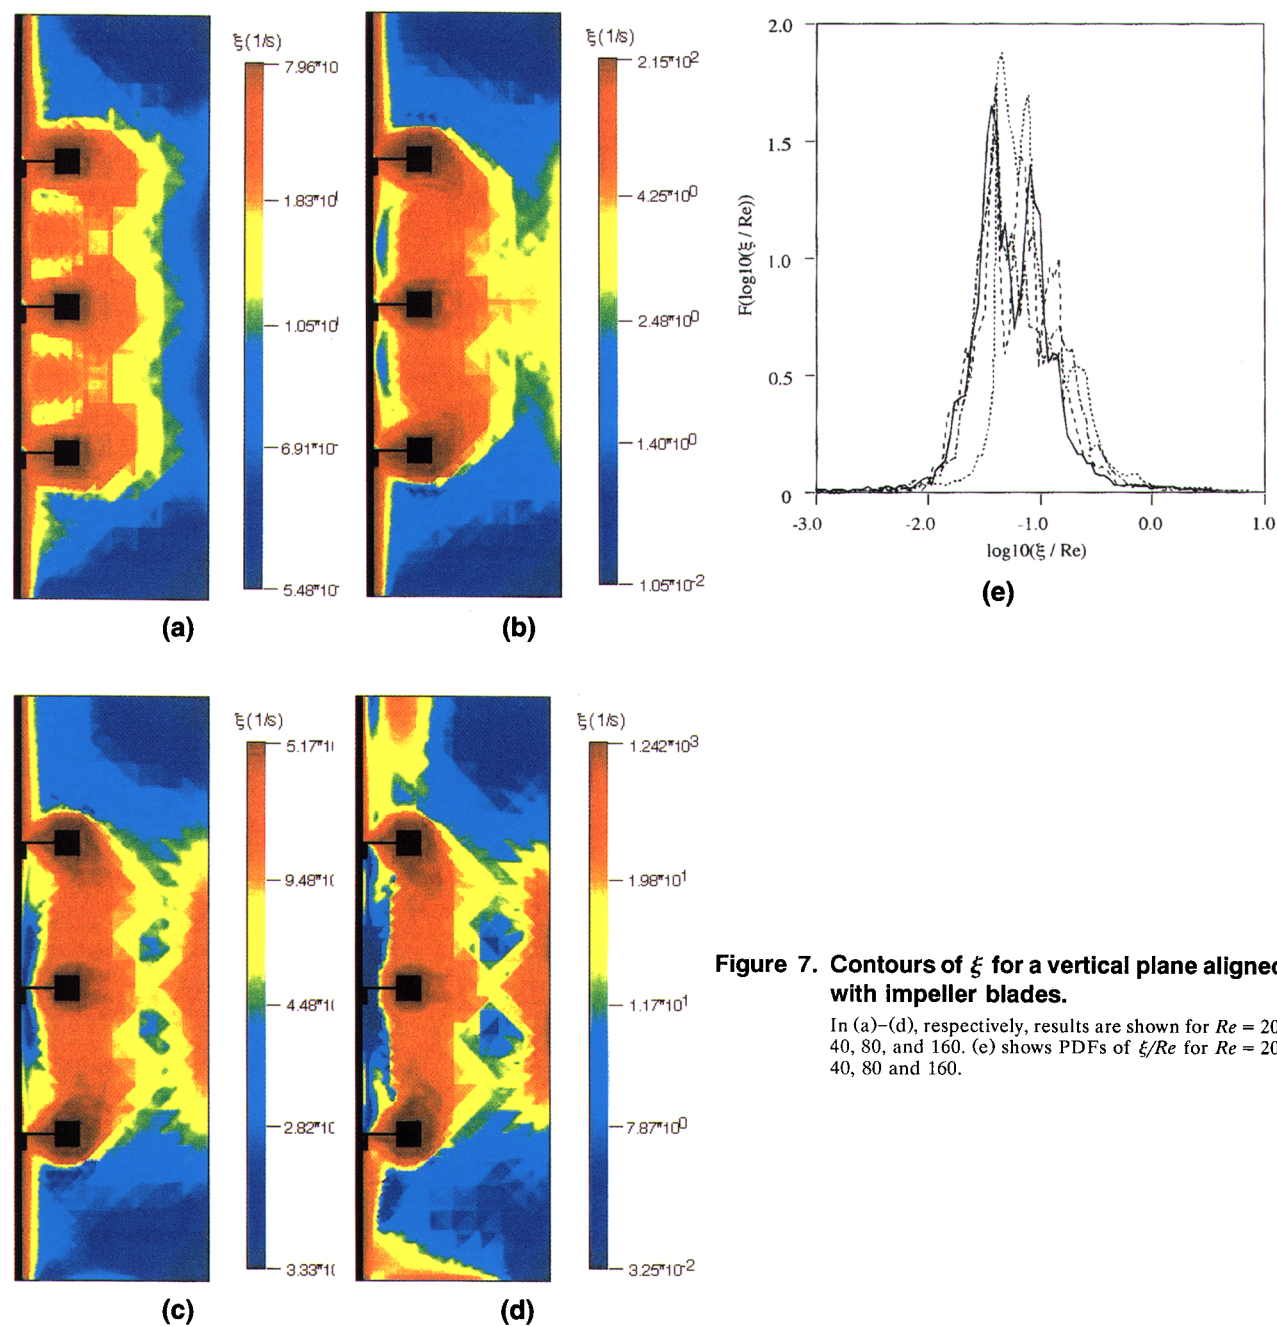 ξ(1/s)
7.96*10
1.83*10
1.05*10
6.91*10-
5.48*10-
(a)
ξ(1/s)
2.15*10²
4.25*10⁰
2.48*10⁰
1.40*10⁰
1.05*10⁻²
(b)
F(log10(ξ / Re))
2.0
1.5
1.0
0.5
0
-3.0 -2.0 -1.0 0.0 1.0
log10(ξ / Re)
(e)
ξ(1/s)
5.17*1
9.48*1
4.48*1
2.82*1
3.33*1
(c)
ξ(1/s)
1.242*10³
1.98*10¹
1.17*10¹
7.87*10⁰
3.25*10⁻²
(d)
Figure 7. Contours of ξ for a vertical plane aligned
with impeller blades.
In (a)–(d), respectively, results are shown for Re = 20
40, 80, and 160. (e) shows PDFs of ξ/Re for Re = 20
40, 80 and 160.